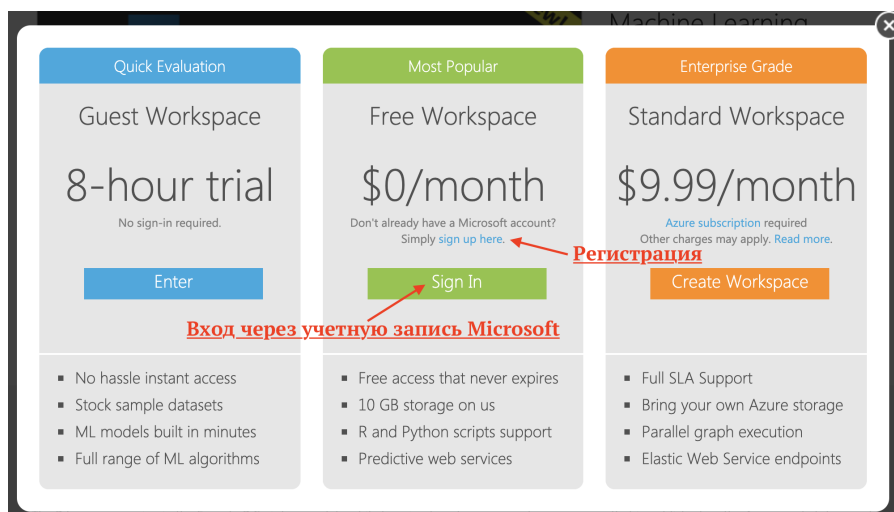 NEW!
Machine Learning
Quick Evaluation
Guest Workspace
8-hour trial
No sign-in required.
Enter
No hassle instant access
Stock sample datasets
ML models built in minutes
Full range of ML algorithms
Most Popular
Free Workspace
$0/month
Don't already have a Microsoft account?
Simply sign up here.
Регистрация
Sign In
Вход через учетную запись Microsoft
Free access that never expires
10 GB storage on us
R and Python scripts support
Predictive web services
Enterprise Grade
Standard Workspace
$9.99/month
Azure subscription required
Other charges may apply. Read more.
Create Workspace
Full SLA Support
Bring your own Azure storage
Parallel graph execution
Elastic Web Service endpoints